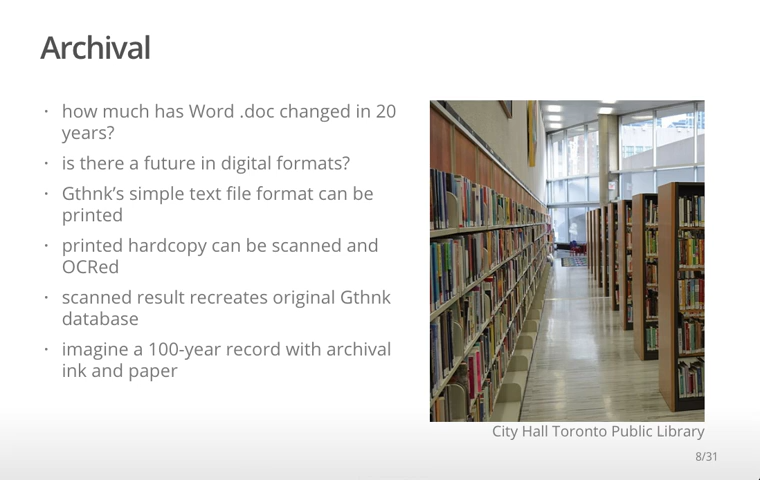 Archival
· how much has Word .doc changed in 20
years?
· is there a future in digital formats?
· Gthnk’s simple text file format can be
printed
· printed hardcopy can be scanned and
OCRed
· scanned result recreates original Gthnk
database
· imagine a 100-year record with archival
ink and paper
City Hall Toronto Public Library
8/31